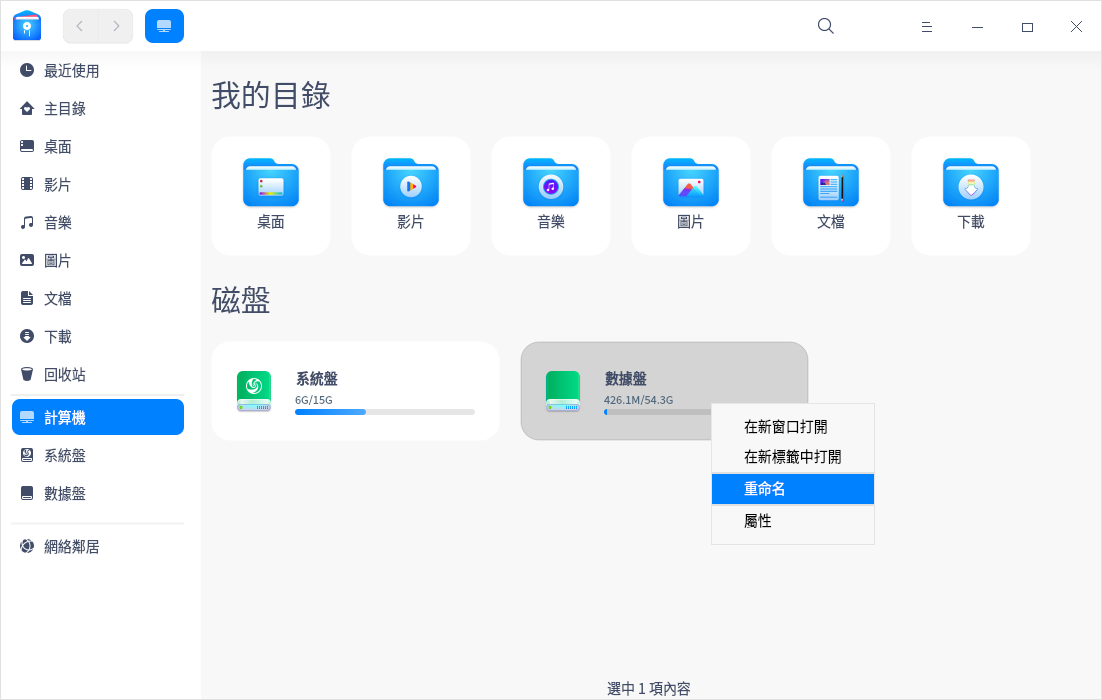 最近使用
主目錄
桌面
影片
音樂
圖片
文檔
下載
回收站
計算機
系統盤
數據盤
網絡鄰居
我的目錄
桌面
影片
音樂
圖片
文檔
下載
磁盤
系統盤
6G/15G
數據盤
426.1M/54.3G
在新窗口打開
在新標籤中打開
重命名
屬性
選中 1 項內容